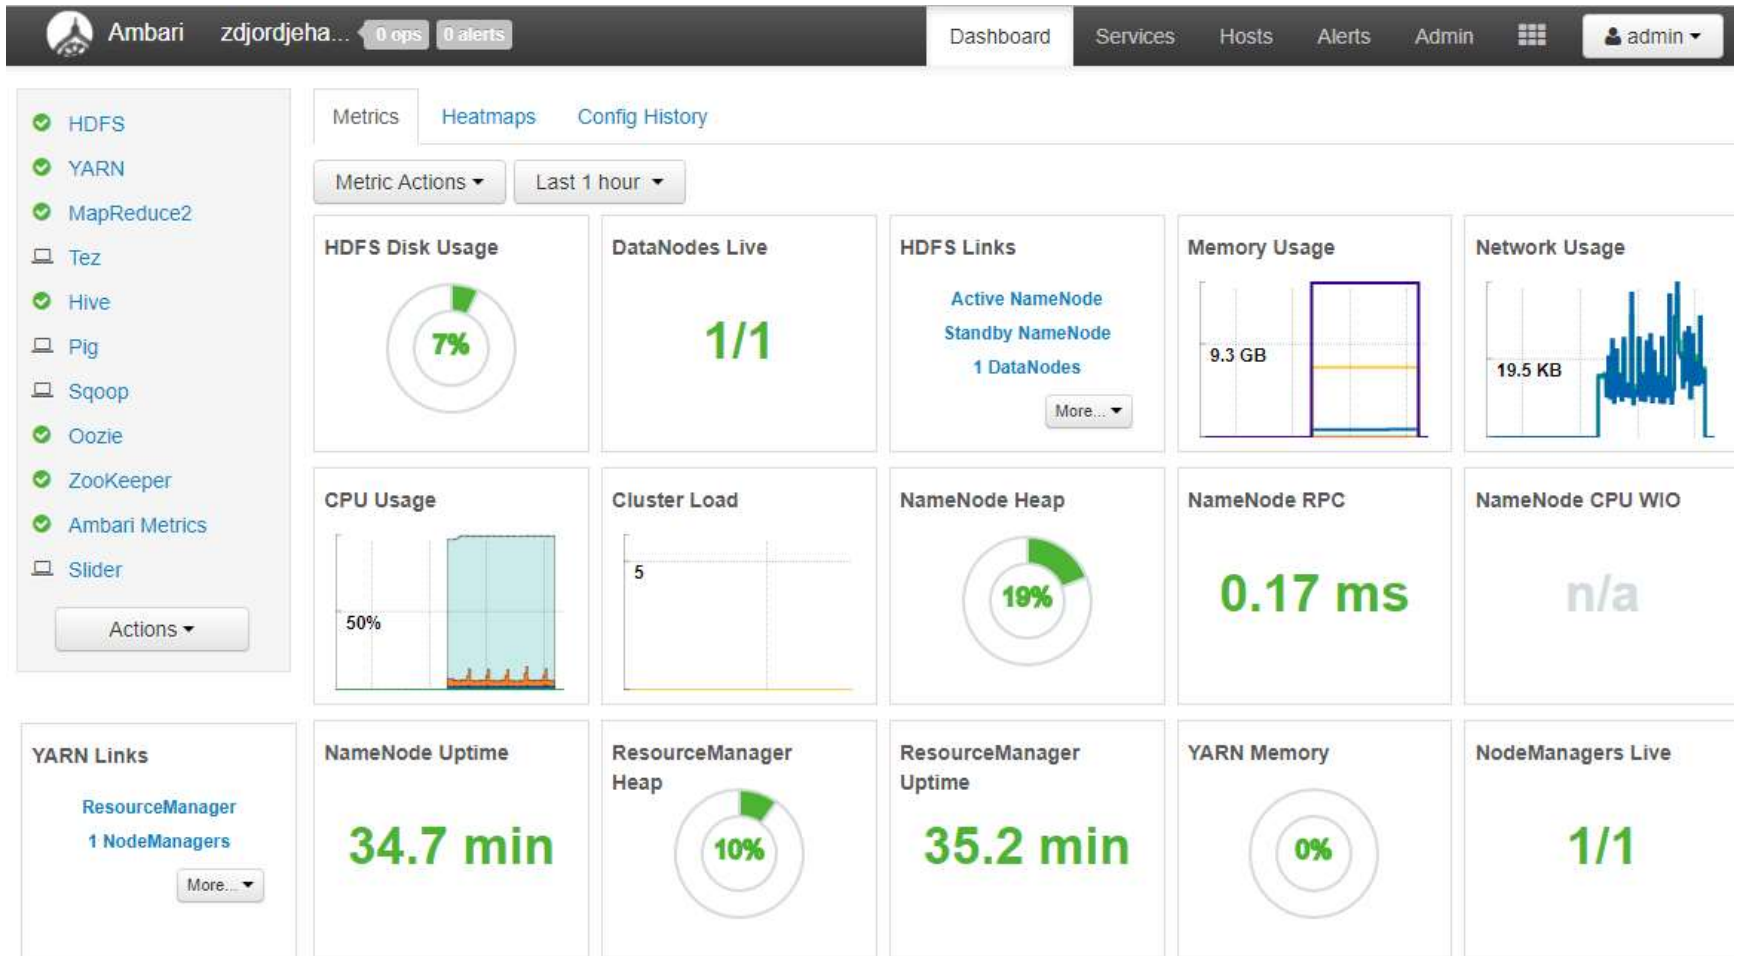 Ambari zdjordjeha... 0 ops 0 alerts Dashboard Services Hosts Alerts Admin admin
HDFS
YARN
MapReduce2
Tez
Hive
Pig
Sqoop
Oozie
ZooKeeper
Ambari Metrics
Slider
Actions
Metrics Heatmaps Config History
Metric Actions Last 1 hour
HDFS Disk Usage
7%
DataNodes Live
1/1
HDFS Links
Active NameNode
Standby NameNode
1 DataNodes
More...
Memory Usage
9.3 GB
Network Usage
19.5 KB
CPU Usage
50%
Cluster Load
5
NameNode Heap
19%
NameNode RPC
0.17 ms
NameNode CPU WIO
n/a
YARN Links
ResourceManager
1 NodeManagers
More...
NameNode Uptime
34.7 min
ResourceManager
Heap
10%
ResourceManager
Uptime
35.2 min
YARN Memory
0%
NodeManagers Live
1/1